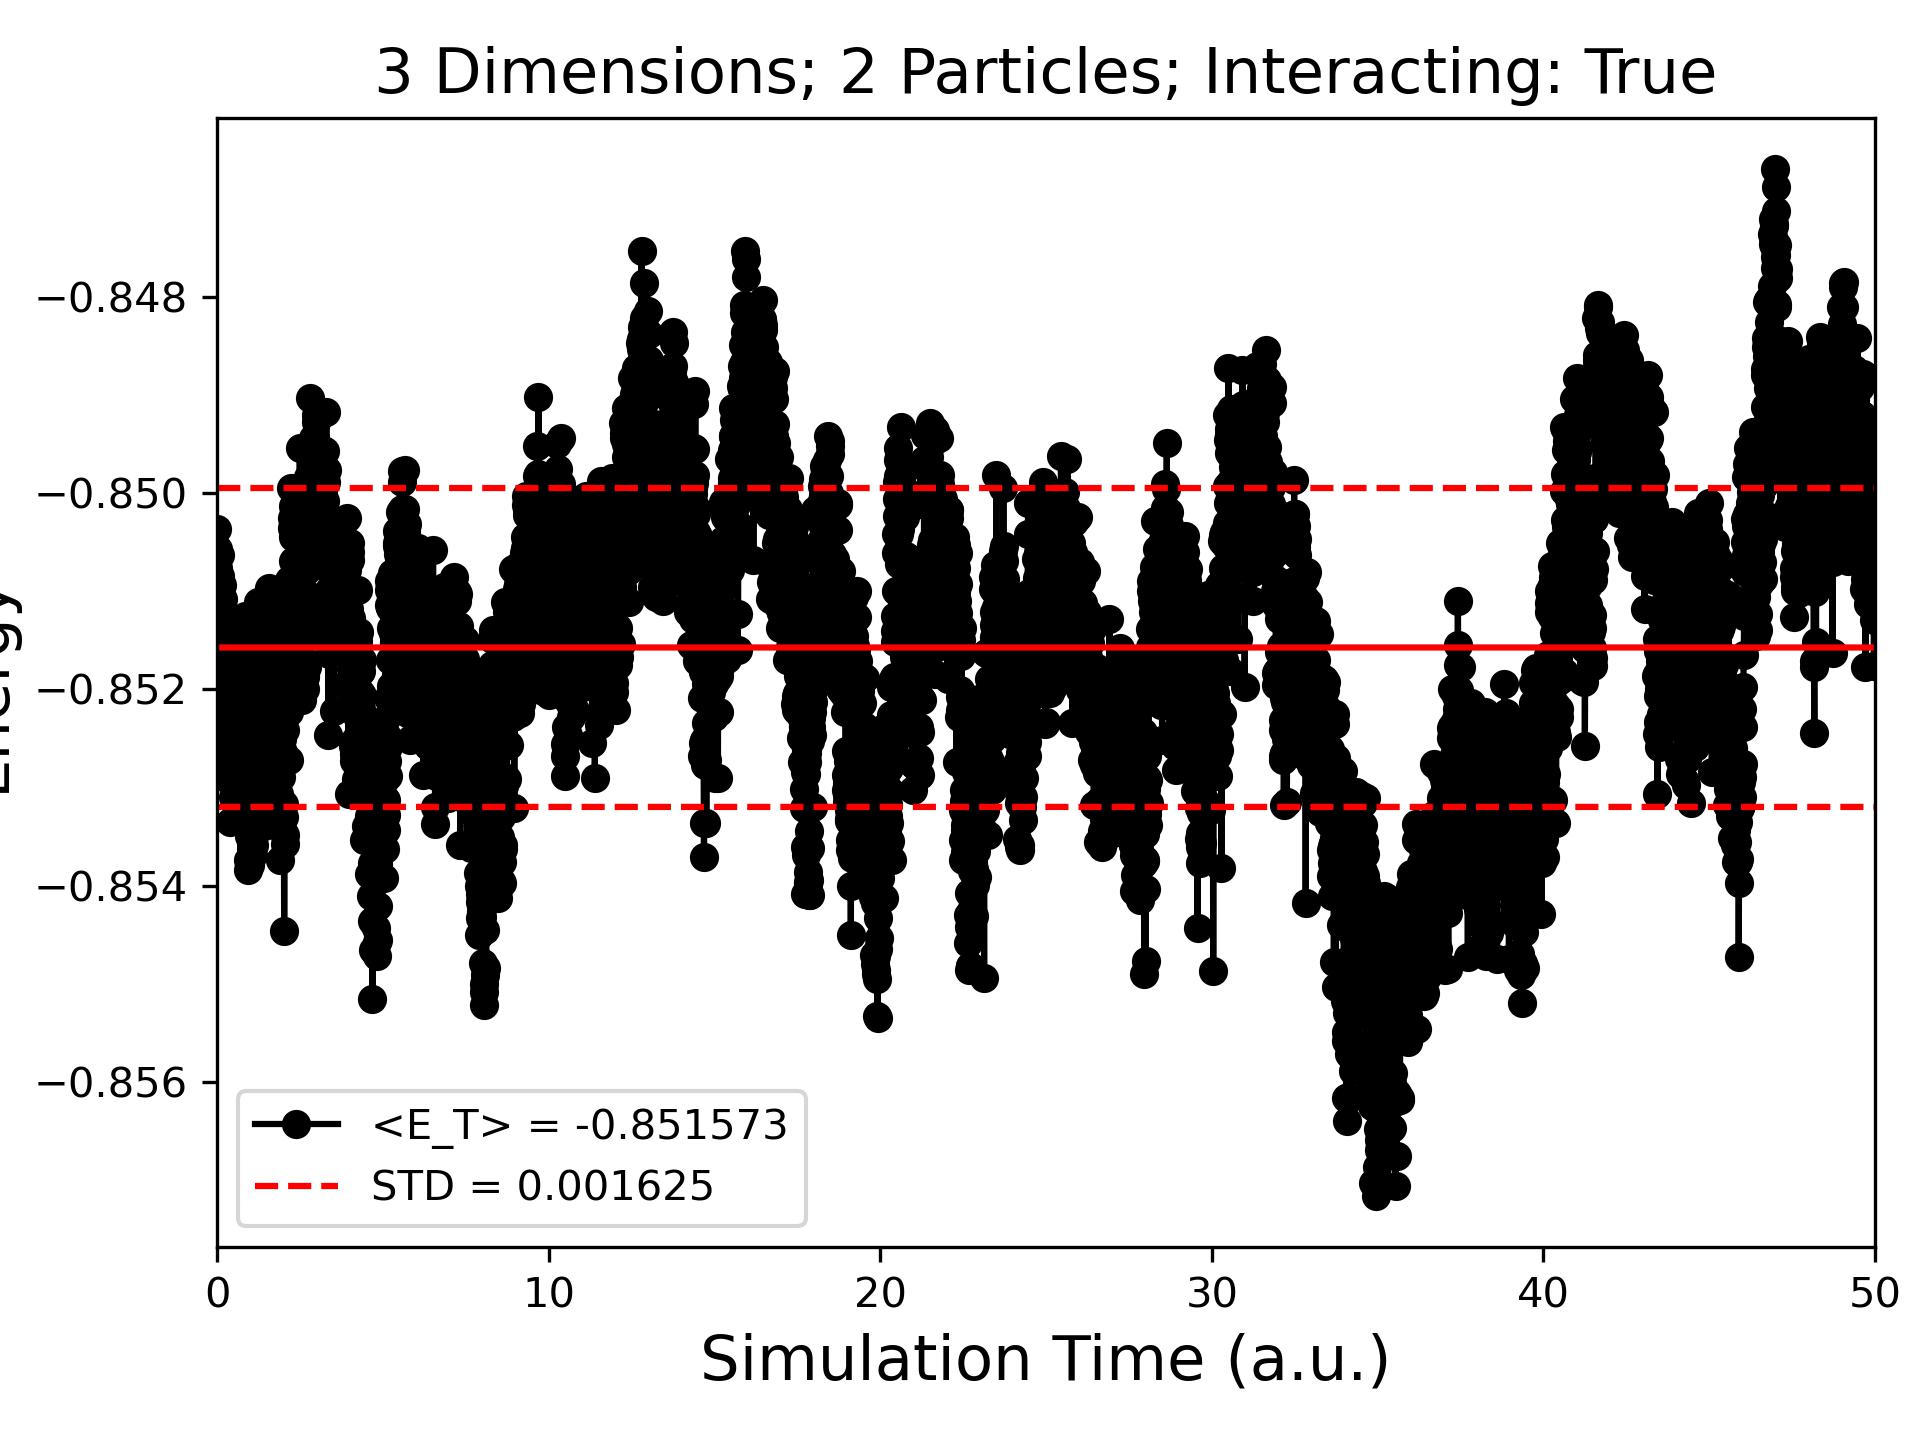 3 Dimensions; 2 Particles; Interacting: True
−0.848
−0.850
−0.852
−0.854
−0.856
<E_T> = -0.851573
STD = 0.001625
0 10 20 30 40 50
Simulation Time (a.u.)